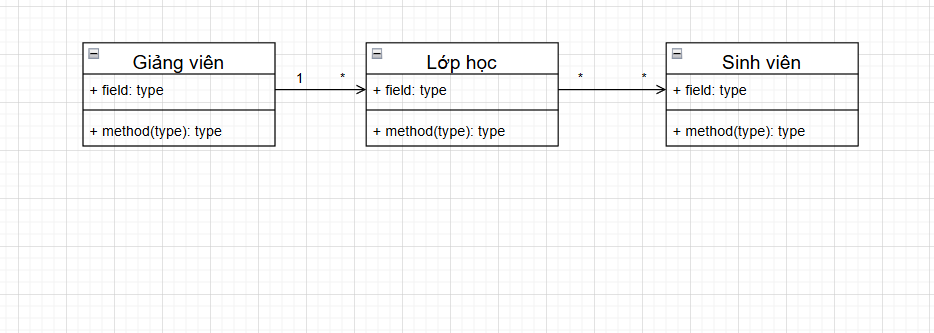 Giảng viên
+ field: type
+ method(type): type
1 *
Lớp học
+ field: type
+ method(type): type
* *
Sinh viên
+ field: type
+ method(type): type